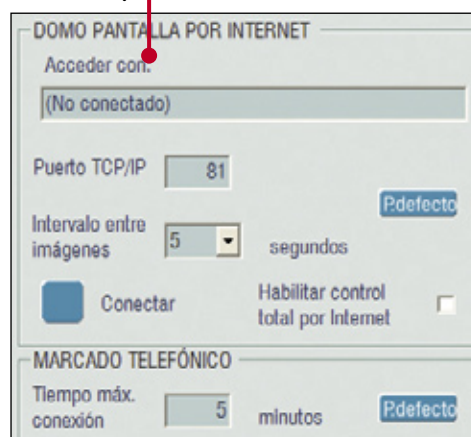 DOMO PANTALLA POR INTERNET
Acceder con.
(No conectado)
Puerto TCP/IP 81
P.defecto
Intervalo entre
imágenes 5 segundos
Conectar
Habilitar control
total por Internet
MARCADO TELEFÓNICO
Tiempo máx.
conexión 5 minutos P.defecto